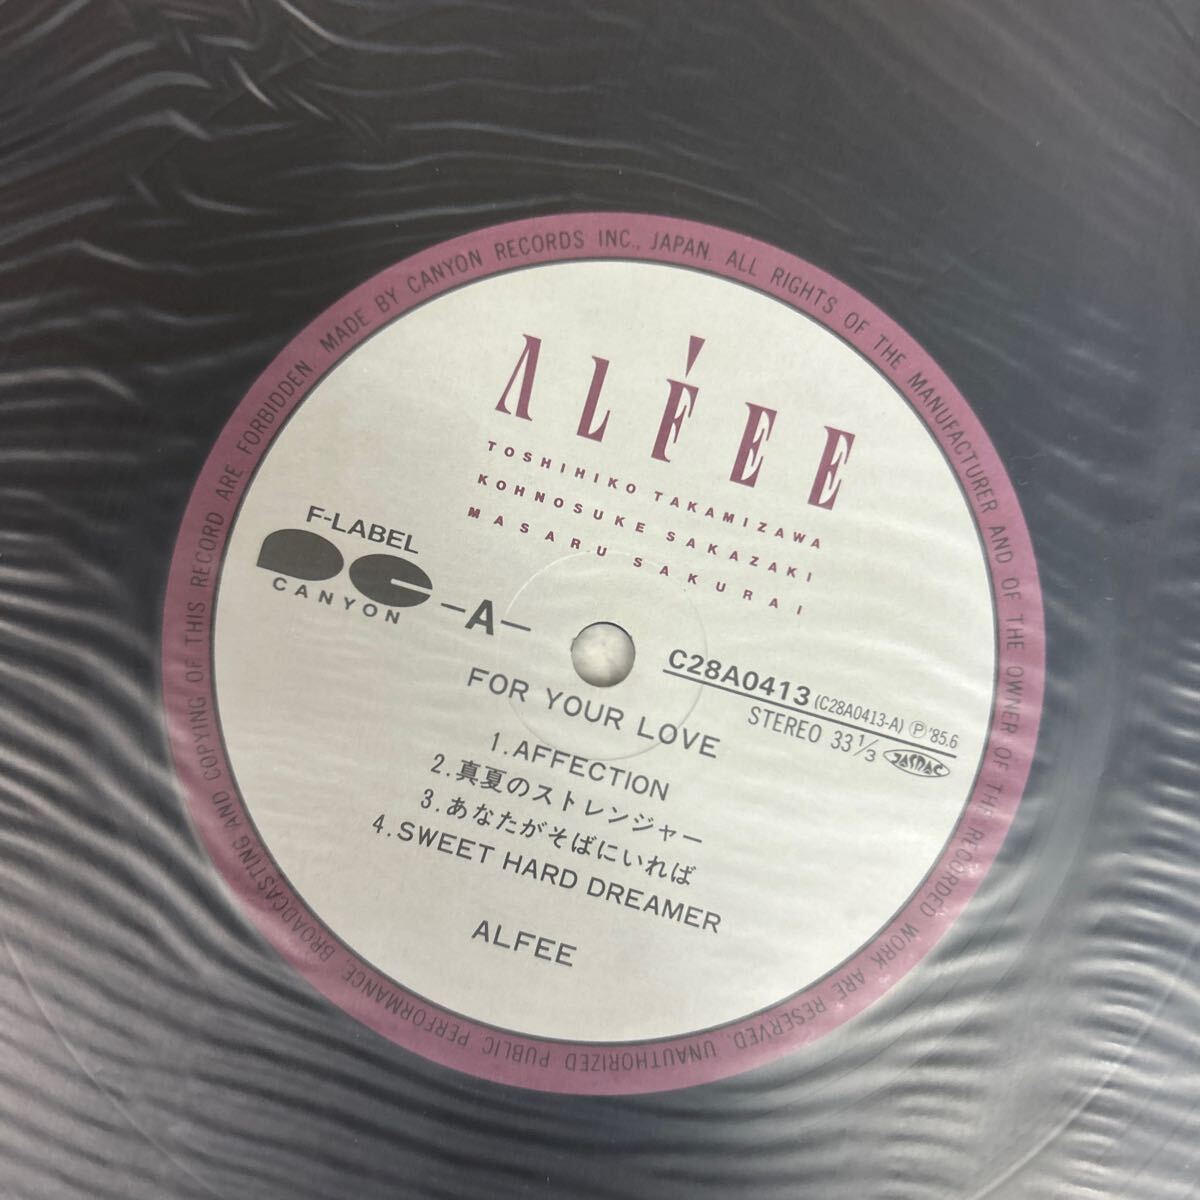 MADE BY CANYON RECORDS INC., JAPAN. ALL RIGHTS OF THE MANUFACTURER AND OF THE OWNER OF THE RECORDED WORK ARE RESERVED. UNAUTHORIZED PUBLIC PERFORMANCE BROADCASTING AND COPYING OF THIS RECORD ARE FORBIDDEN.
ALFEE
TOSHIHIKO TAKAMIZAWA
KOHNOSUKE SAKAZAKI
MASARU SAKURAI
F-LABEL
CANYON
—A—
C28A0413 (C28A0413-A) Ⓟ'85.6
STEREO 33 1/3 JASRAC
FOR YOUR LOVE
1. AFFECTION
2. 真夏のストレンジャー
3. あなたがそばにいれば
4. SWEET HARD DREAMER
ALFEE